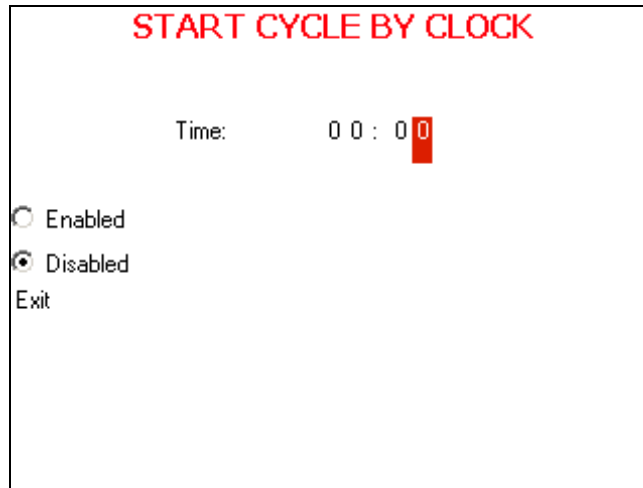 START CYCLE BY CLOCK
Time: 0 0 : 0 0
Enabled
Disabled
Exit